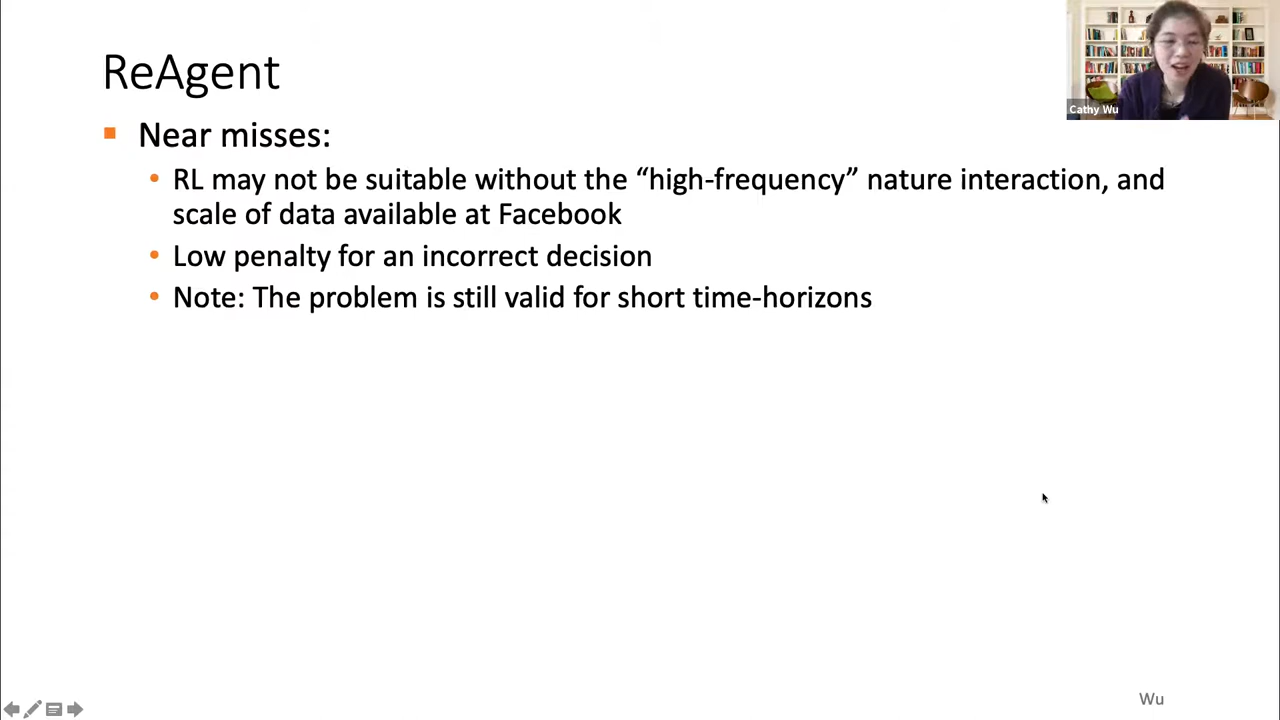 ReAgent
Near misses:
RL may not be suitable without the “high-frequency” nature interaction, and
scale of data available at Facebook
Low penalty for an incorrect decision
Note: The problem is still valid for short time-horizons
Cathy Wu
Wu